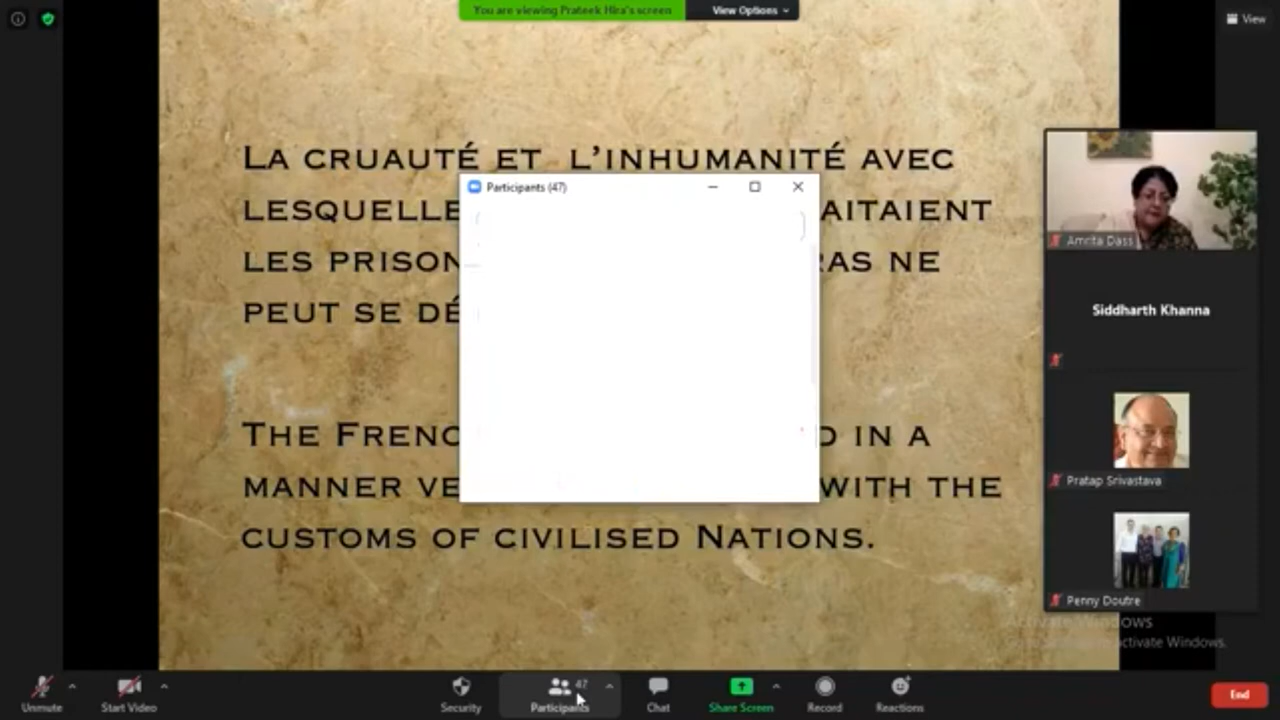 You are viewing Prateek Hira's screen
View Options
View
LA CRUAUTÉ ET L'INHUMANITÉ AVEC
LESQUELLE
AITAIENT
LES PRISON
RAS NE
PEUT SE DÉ
THE FRENC
D IN A
MANNER VE
WITH THE
CUSTOMS OF CIVILISED NATIONS.
Participants (47)
Amrita Dass
Siddharth Khanna
Pratap Srivastava
Penny Doutre
Activate Windows
ctivate Windows.
Unmute
Start Video
Security
47
Participants
Chat
Share Screen
Record
Reactions
End